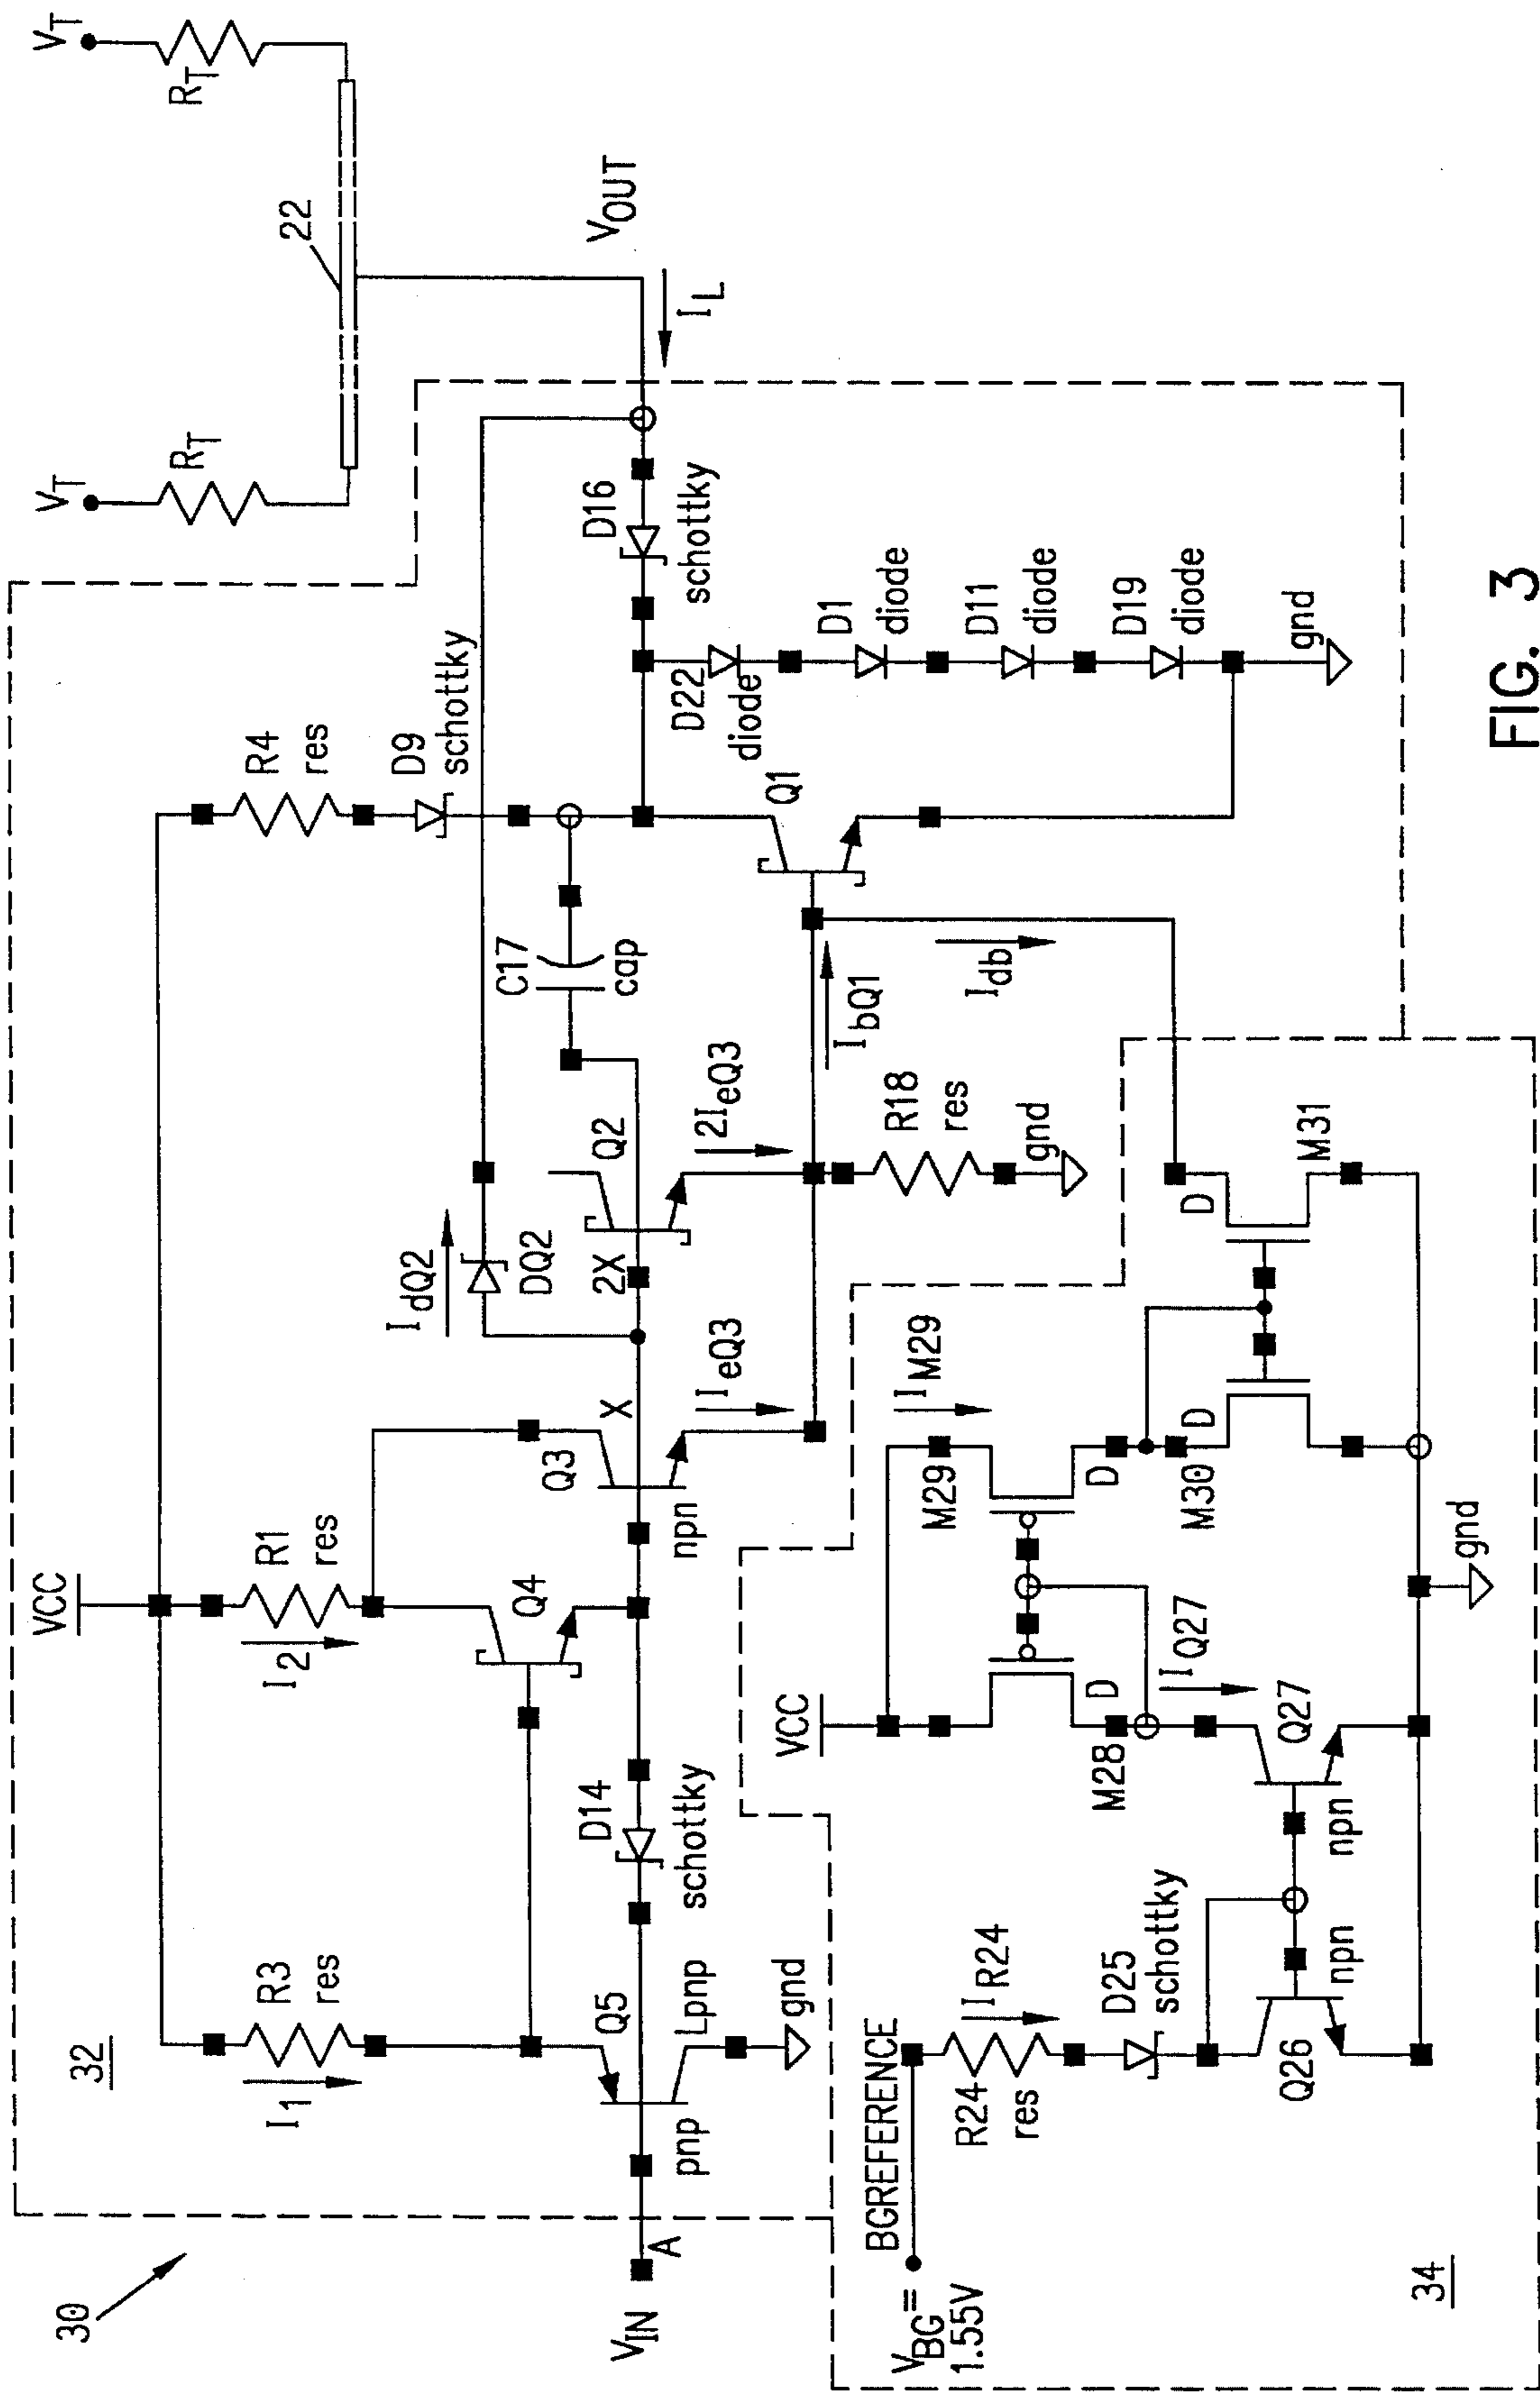 30
32
VCC
V_T
R_T
V_T
R_T
22
I_1
R3
res
I_2
R1
res
R4
res
D9
schottky
V_OUT
I_L
V_IN
A
pnp
Q5
Lpnp
gnd
D14
schottky
Q4
Q3
npn
X
I_eQ3
I_dQ2
DQ2
2X
Q2
2I_eQ3
C17
cap
D16
schottky
D22
diode
D1
diode
D11
diode
D19
diode
gnd
Q1
I_bQ1
I_db
R18
res
gnd
V_BG=
1.55V
BGREFERENCE
R24
res
I_R24
D25
schottky
Q26
npn
npn
Q27
I_Q27
VCC
M28
D
M29
D
I_M29
M30
D
D
M31
gnd
34
FIG. 3